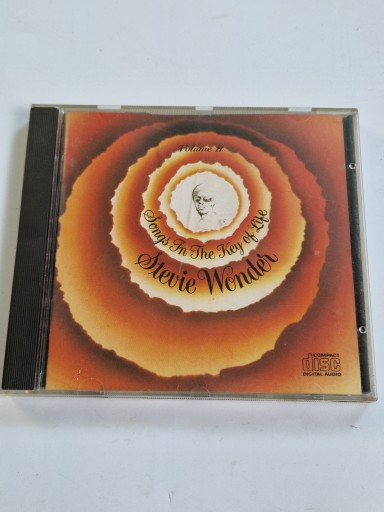 Volume II
Songs In The Key of Life
Stevie Wonder
COMPACT
disc
DIGITAL AUDIO